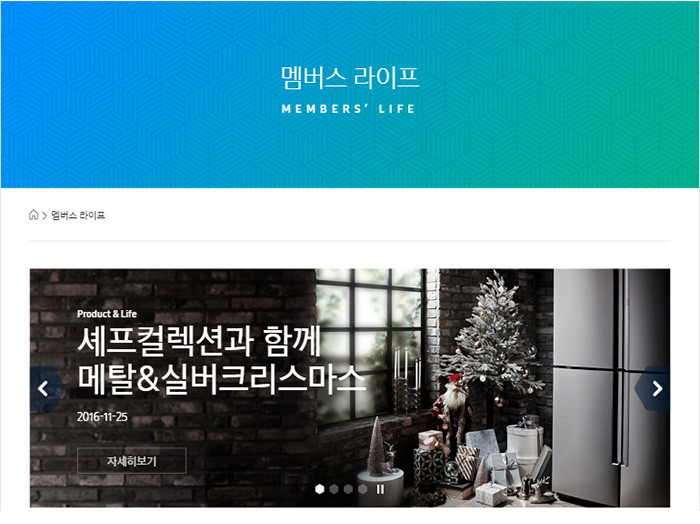 멤버스 라이프
MEMBERS' LIFE
멤버스 라이프
Product & Life
셰프컬렉션과 함께
메탈&실버크리스마스
2016-11-25
자세히보기